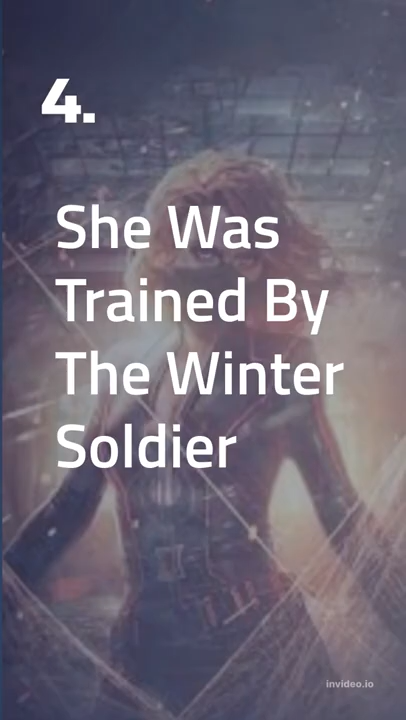 4.
She Was
Trained By
The Winter
Soldier
invideo.io